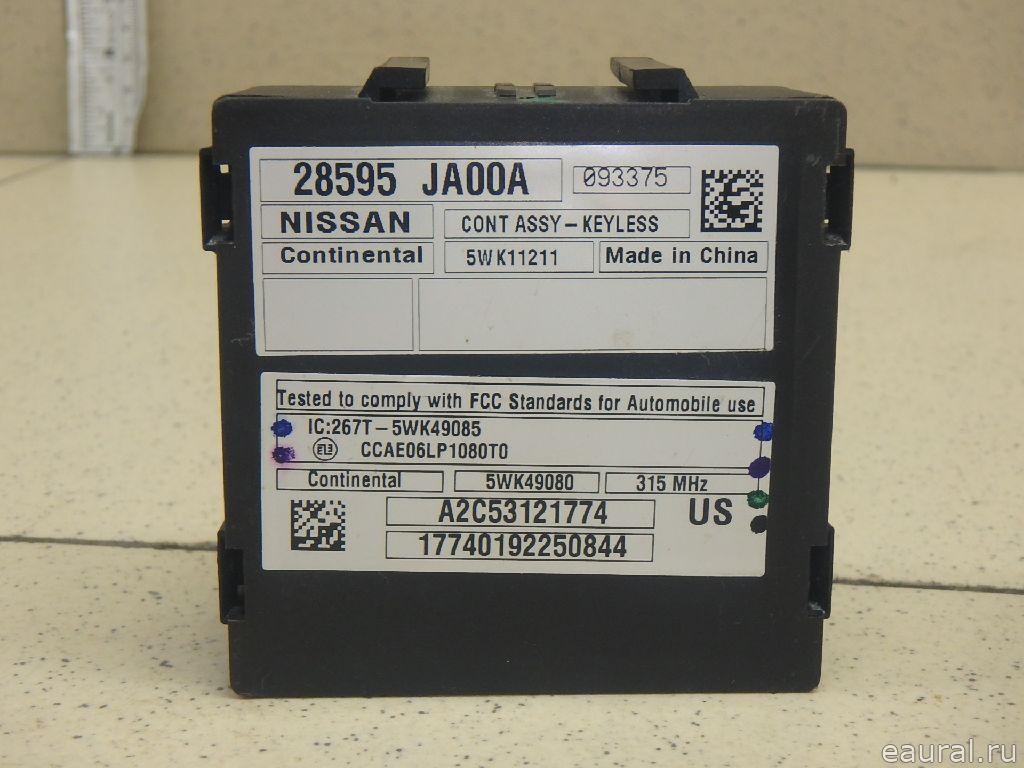 28595 JA00A 093375
NISSAN CONT ASSY-KEYLESS
Continental 5WK11211 Made in China
Tested to comply with FCC Standards for Automobile use
IC:267T-5WK49085
CCAE06LP1080T0
Continental 5WK49080 315 MHz
A2C53121774 US
17740192250844
eaural.ru